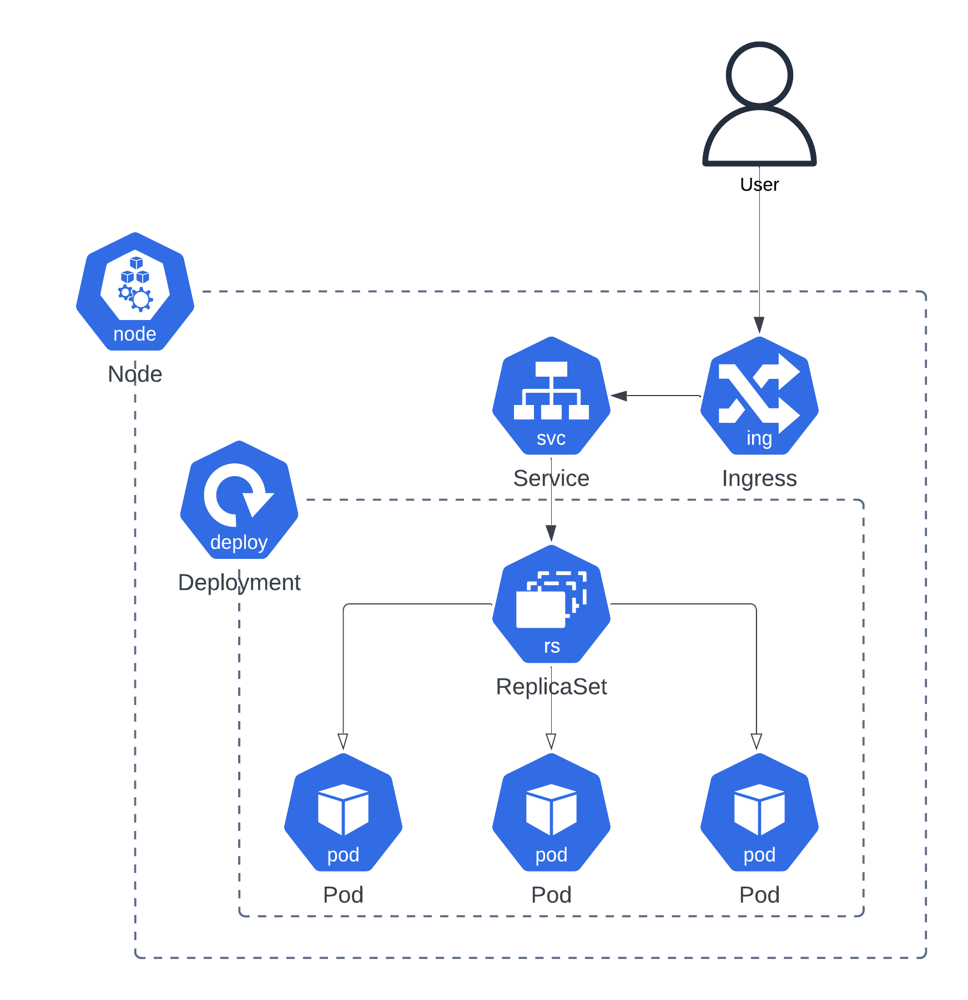 User
node
Node
svc
Service
ing
Ingress
deploy
Deployment
rs
ReplicaSet
pod
Pod
pod
Pod
pod
Pod